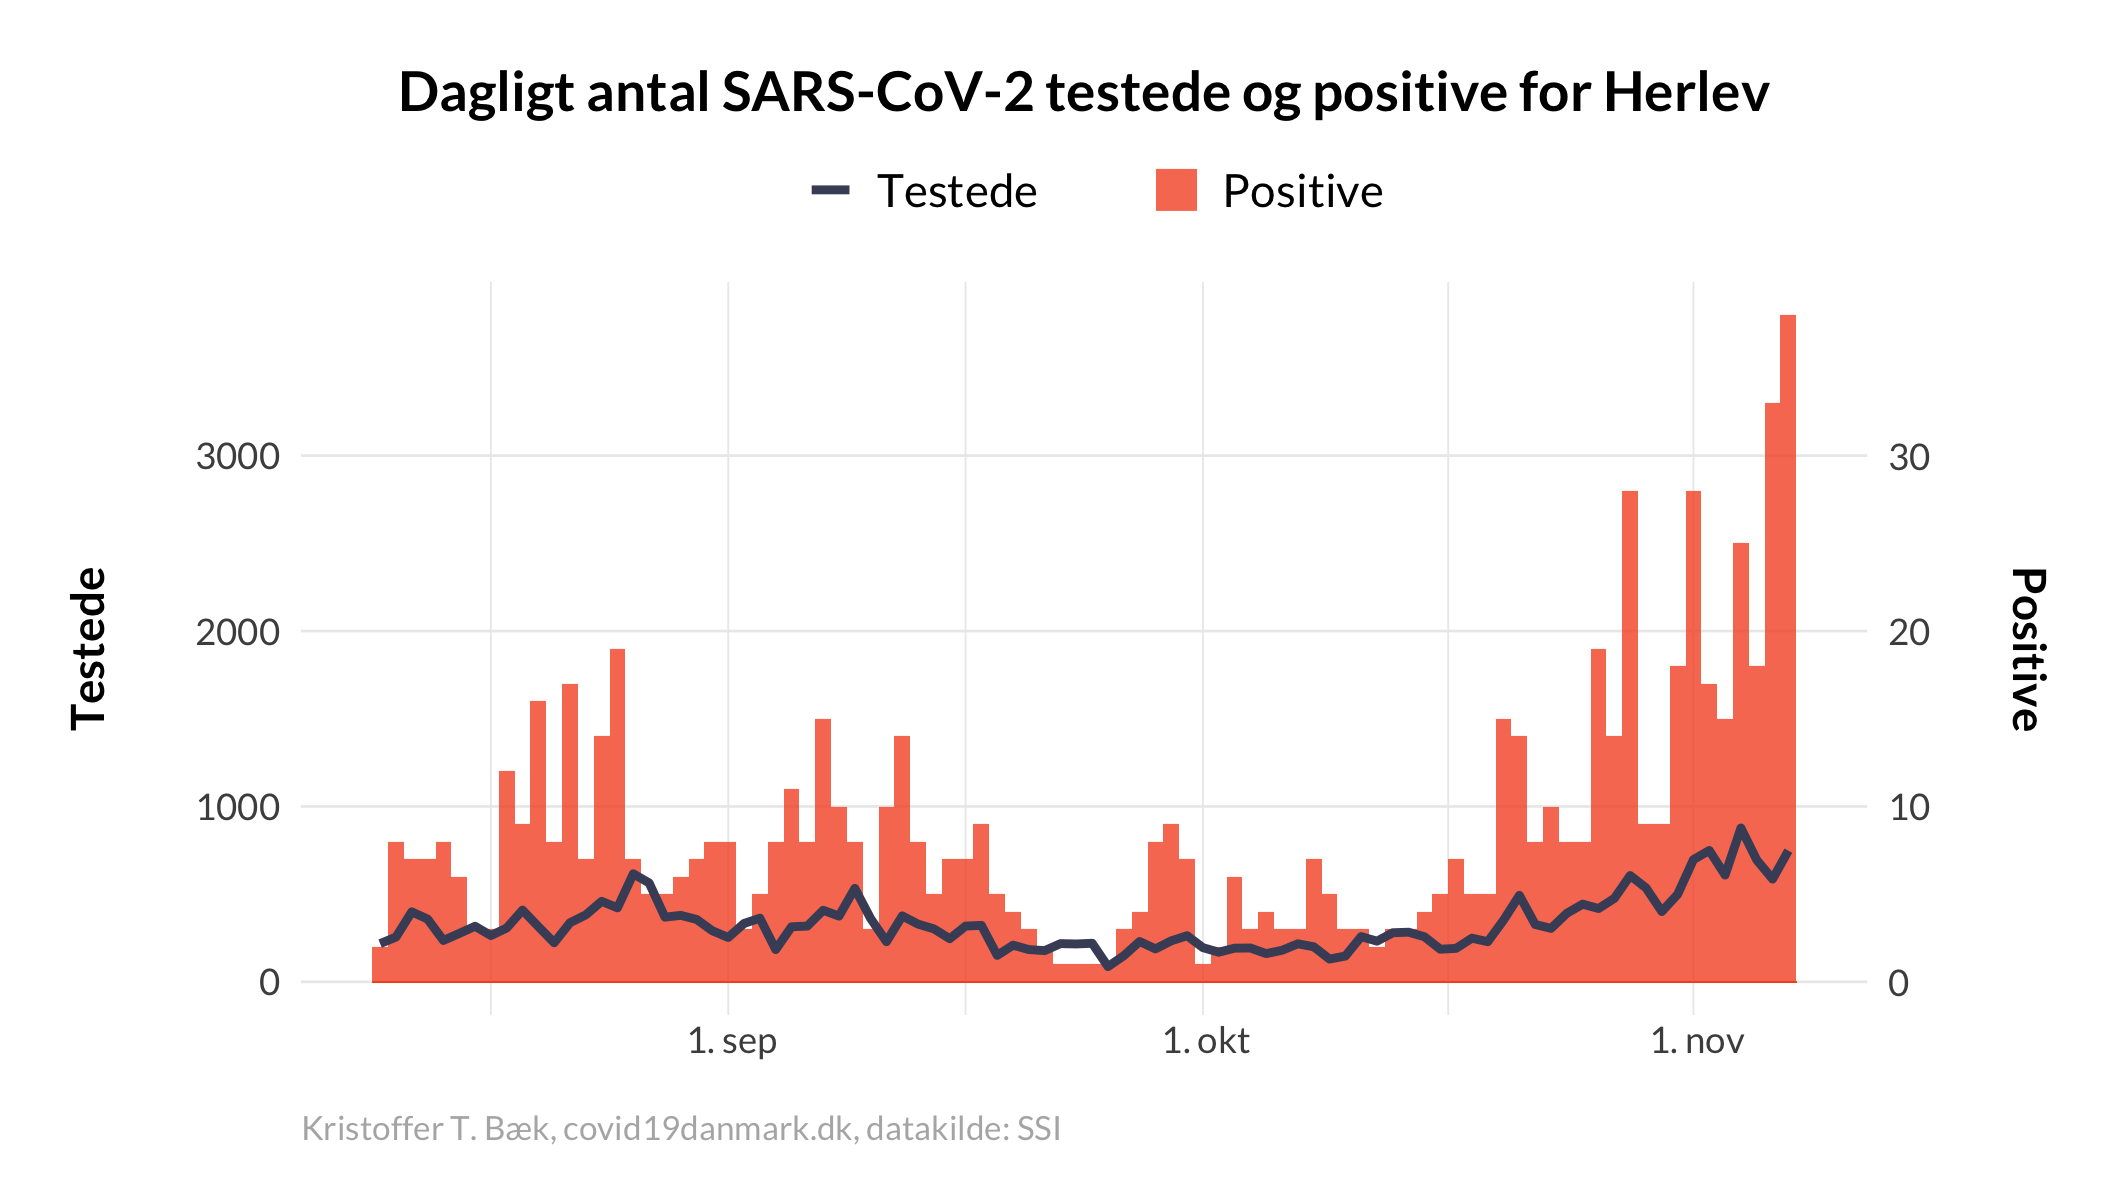 Dagligt antal SARS-CoV-2 testede og positive for Herlev
Testede
Positive
3000
2000
1000
0
30
20
10
0
Testede
Positive
1. sep
1. okt
1. nov
Kristoffer T. Bæk, covid19danmark.dk, datakilde: SSI